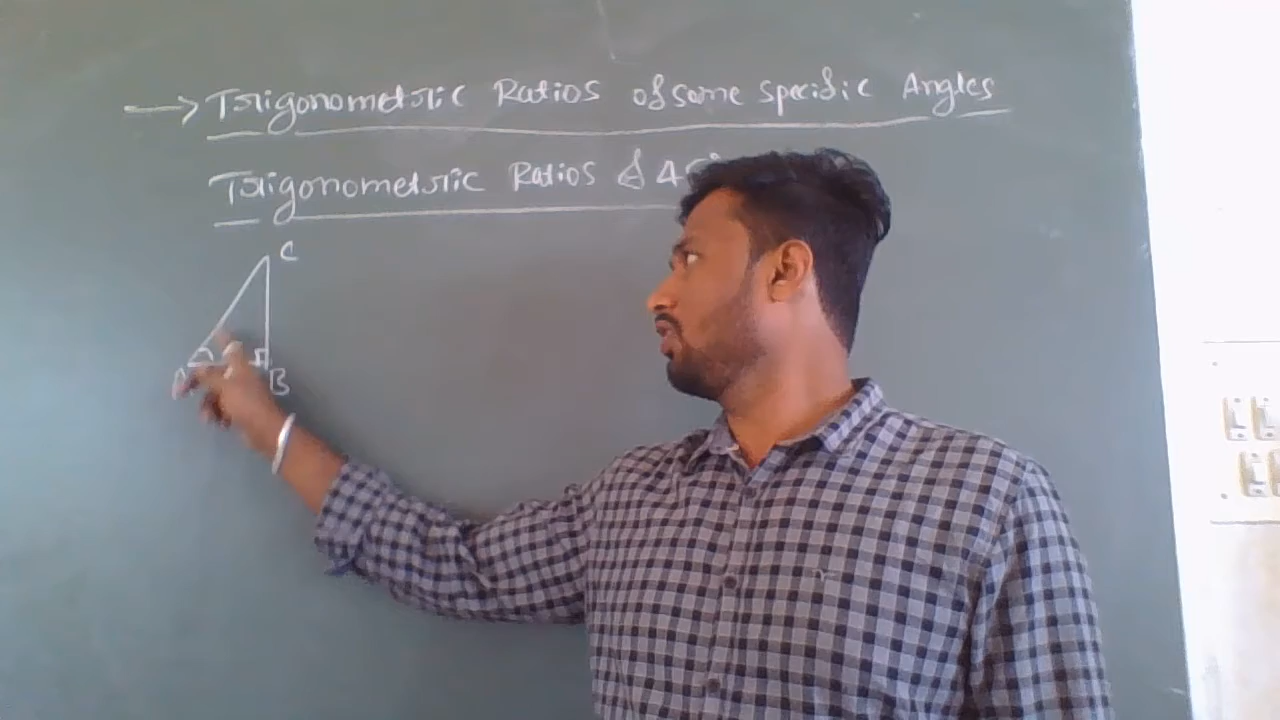 → Trigonometric Ratios of some specific Angles
Trigonometric Ratios of 45°
C
A
B